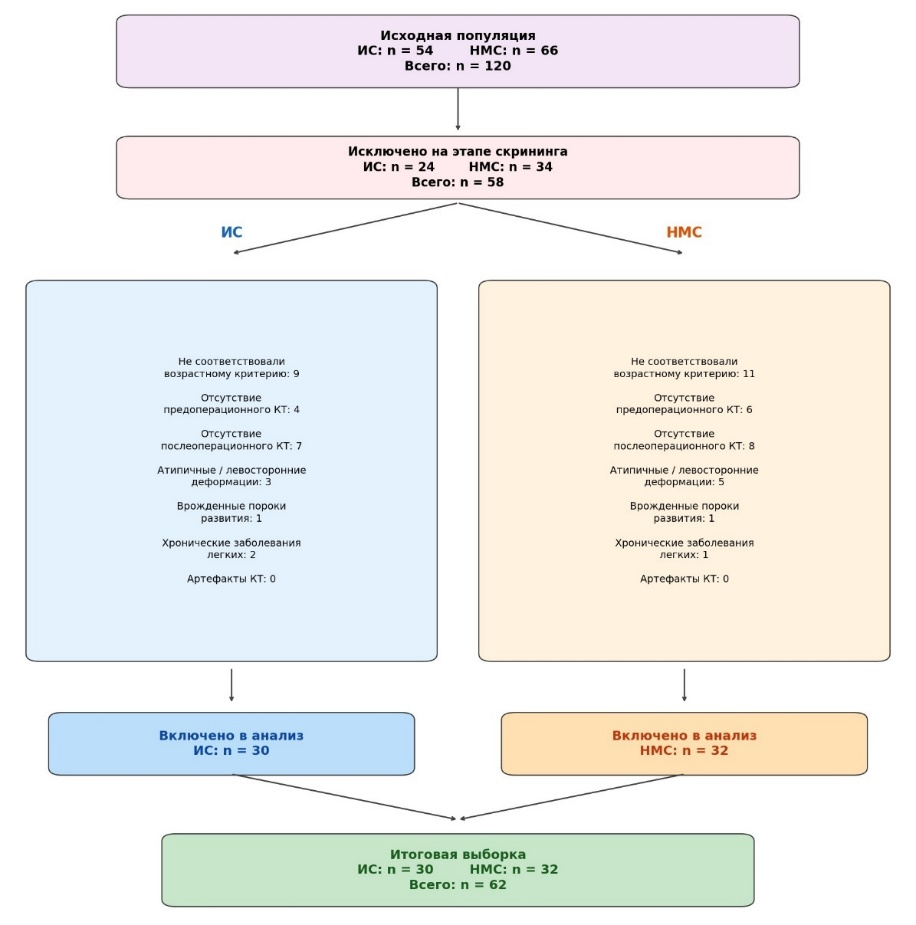 Исходная популяция
ИС: n = 54 НМС: n = 66
Всего: n = 120
Исключено на этапе скрининга
ИС: n = 24 НМС: n = 34
Всего: n = 58
ИС
НМС
Не соответствовали
возрастному критерию: 9
Отсутствие
предоперационного КТ: 4
Отсутствие
послеоперационного КТ: 7
Атипичные / левосторонние
деформации: 3
Врожденные пороки
развития: 1
Хронические заболевания
легких: 2
Артефакты КТ: 0
Не соответствовали
возрастному критерию: 11
Отсутствие
предоперационного КТ: 6
Отсутствие
послеоперационного КТ: 8
Атипичные / левосторонние
деформации: 5
Врожденные пороки
развития: 1
Хронические заболевания
легких: 1
Артефакты КТ: 0
Включено в анализ
ИС: n = 30
Включено в анализ
НМС: n = 32
Итоговая выборка
ИС: n = 30 НМС: n = 32
Всего: n = 62